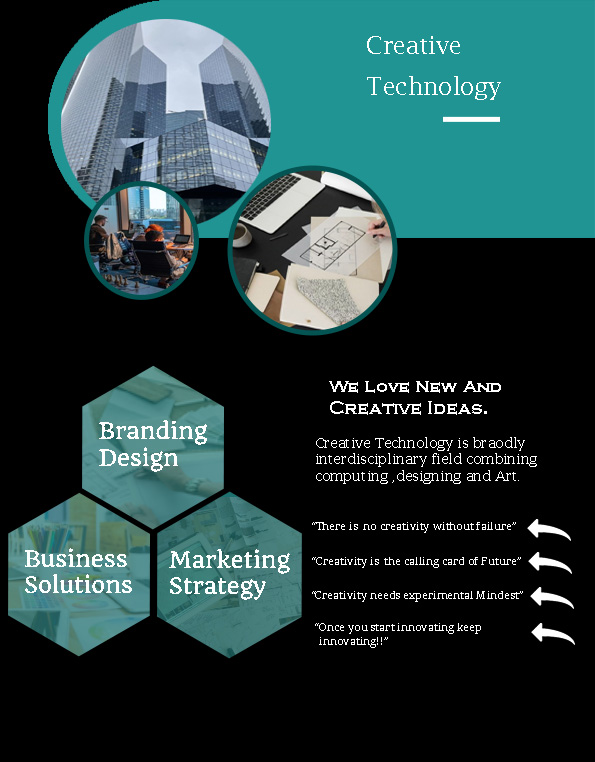 Creative
Technology
Branding
Design
Business
Solutions
Marketing
Strategy
We Love New And
Creative Ideas.
Creative Technology is braodly
interdisciplinary field combining
computing ,designing and Art.
“There is no creativity without failure”
“Creativity is the calling card of Future”
“Creativity needs experimental Mindest”
“Once you start innovating keep
innovating!!”